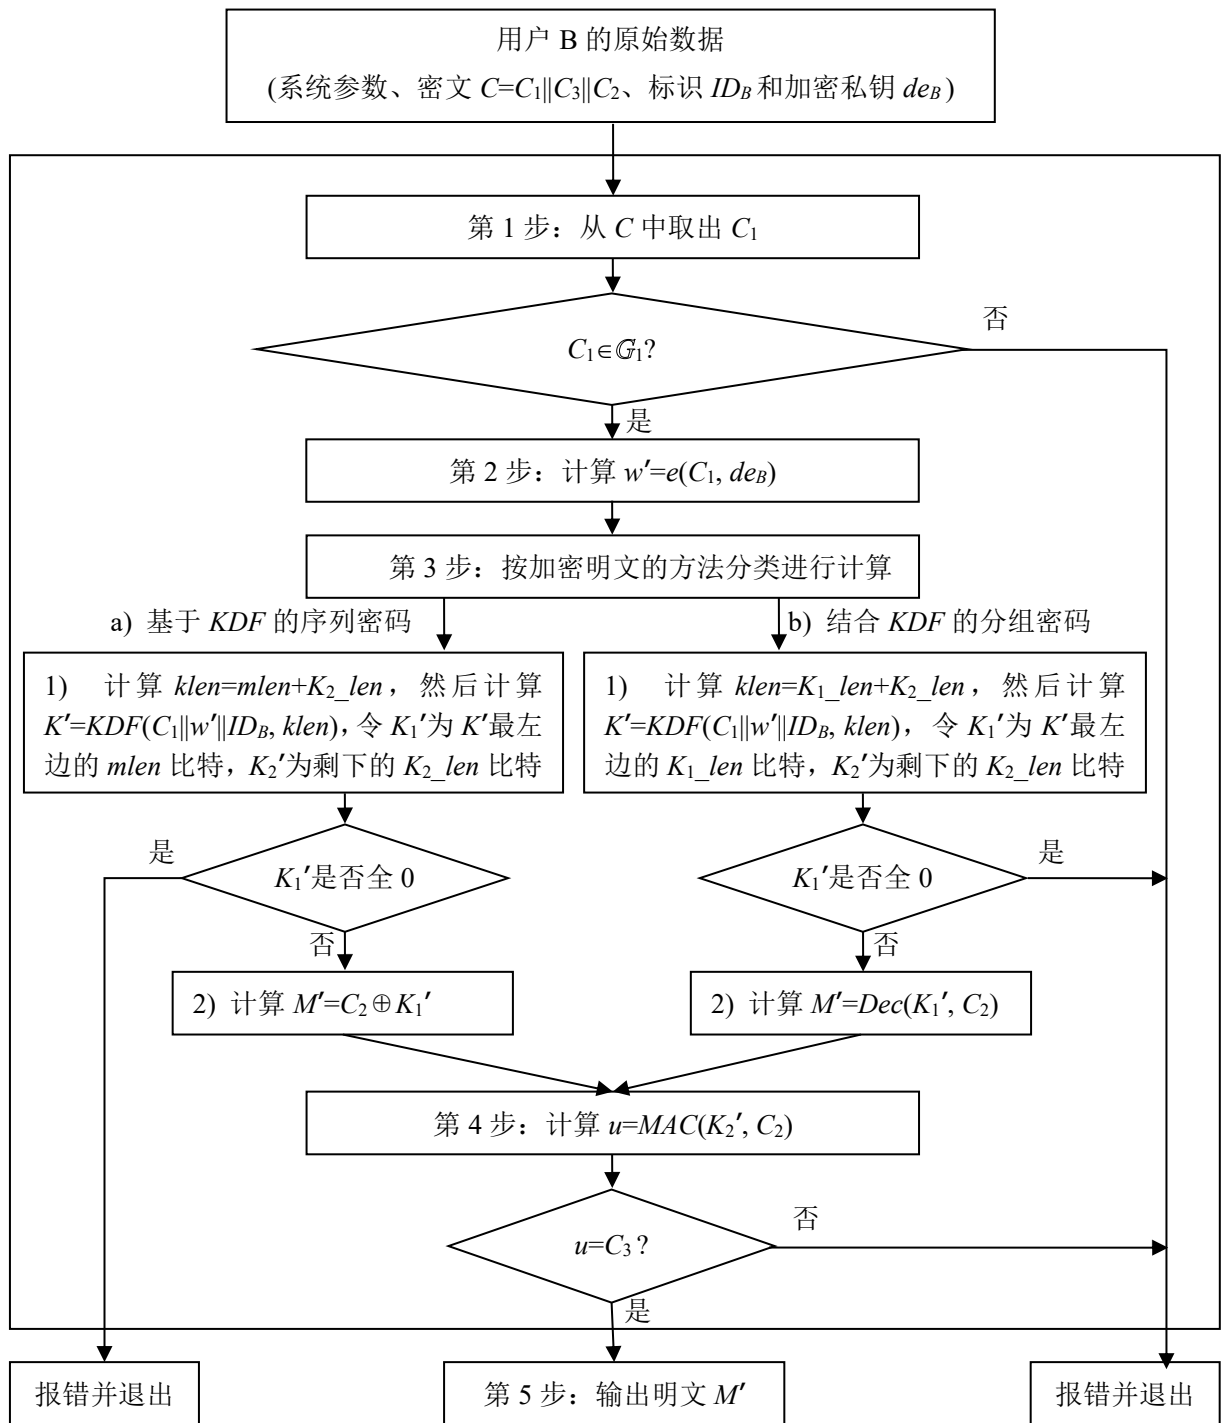 用户 B 的原始数据
(系统参数、密文 C=C₁||C₃||C₂、标识 ID_B 和加密私钥 de_B)
第 1 步：从 C 中取出 C₁
C₁∈𝔾₁?
否
是
第 2 步：计算 w′=e(C₁, de_B)
第 3 步：按加密明文的方法分类进行计算
a) 基于 KDF 的序列密码
b) 结合 KDF 的分组密码
1) 计算 klen=mlen+K₂_len，然后计算
K′=KDF(C₁||w′||ID_B, klen)，令 K₁′为 K′最左
边的 mlen 比特，K₂′为剩下的 K₂_len 比特
1) 计算 klen=K₁_len+K₂_len，然后计算
K′=KDF(C₁||w′||ID_B, klen)，令 K₁′为 K′最左
边的 K₁_len 比特，K₂′为剩下的 K₂_len 比特
是
K₁′是否全 0
K₁′是否全 0
是
否
否
2) 计算 M′=C₂⊕K₁′
2) 计算 M′=Dec(K₁′, C₂)
第 4 步：计算 u=MAC(K₂′, C₂)
u=C₃?
否
是
报错并退出
第 5 步：输出明文 M′
报错并退出